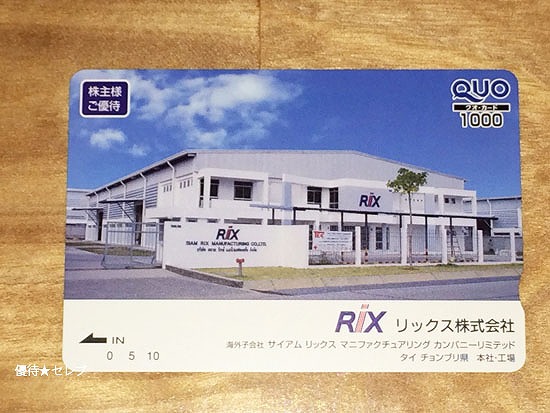 株主様
ご優待
QUO
クオ・カード
1000
RiX
RiX
SIAM RIX MANUFACTURING CO.,LTD.
RiX リックス株式会社
海外子会社 サイアム リックス マニファクチュアリング カンパニーリミテッド
タイ チョンブリ県 本社・工場
IN
0 5 10
優待★セレブ